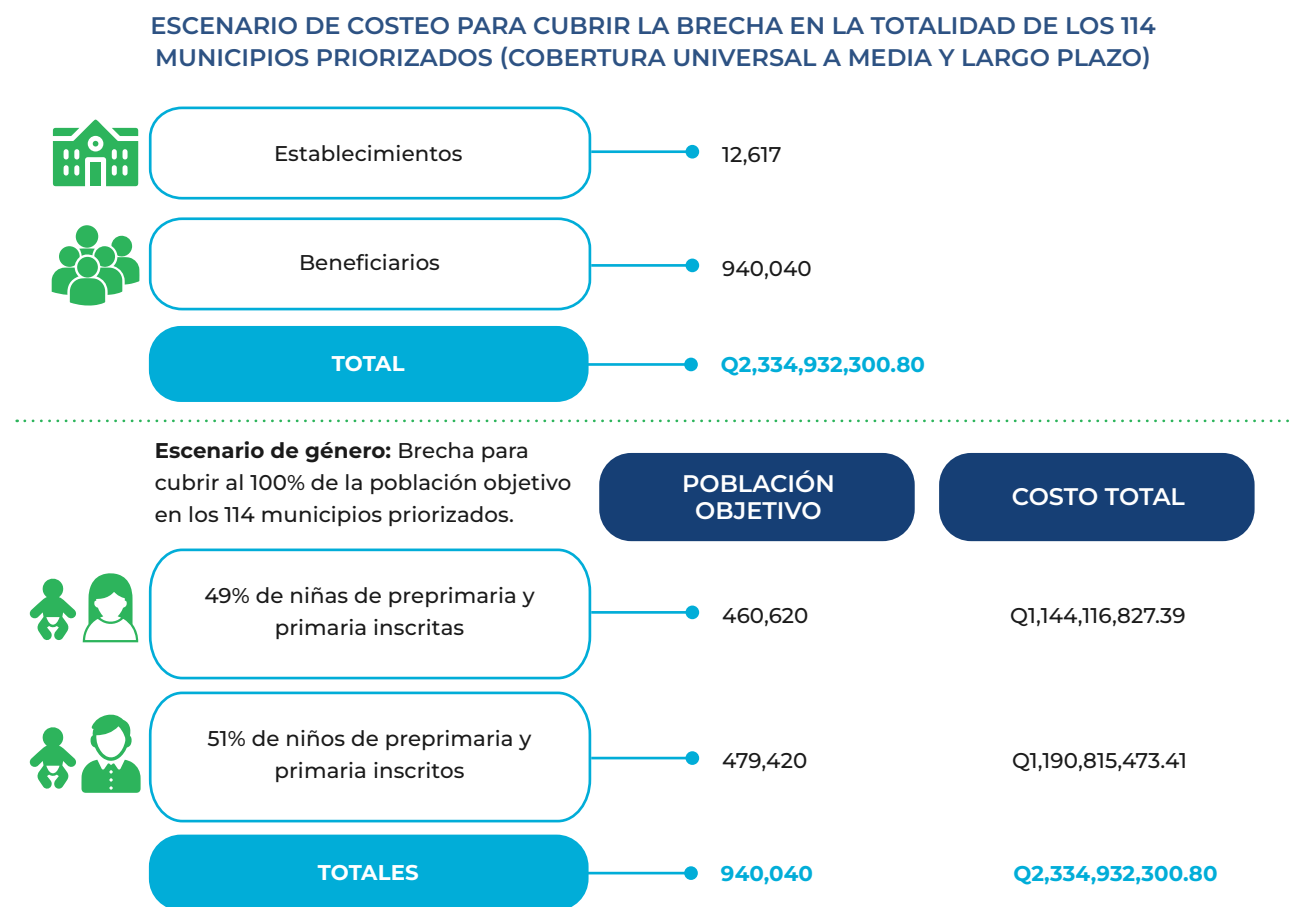 ESCENARIO DE COSTEO PARA CUBRIR LA BRECHA EN LA TOTALIDAD DE LOS 114
MUNICIPIOS PRIORIZADOS (COBERTURA UNIVERSAL A MEDIA Y LARGO PLAZO)
Establecimientos
12,617
Beneficiarios
940,040
TOTAL
Q2,334,932,300.80
Escenario de género: Brecha para
cubrir al 100% de la población objetivo
en los 114 municipios priorizados.
POBLACIÓN
OBJETIVO
COSTO TOTAL
49% de niñas de preprimaria y
primaria inscritas
460,620
Q1,144,116,827.39
51% de niños de preprimaria y
primaria inscritos
479,420
Q1,190,815,473.41
TOTALES
940,040
Q2,334,932,300.80